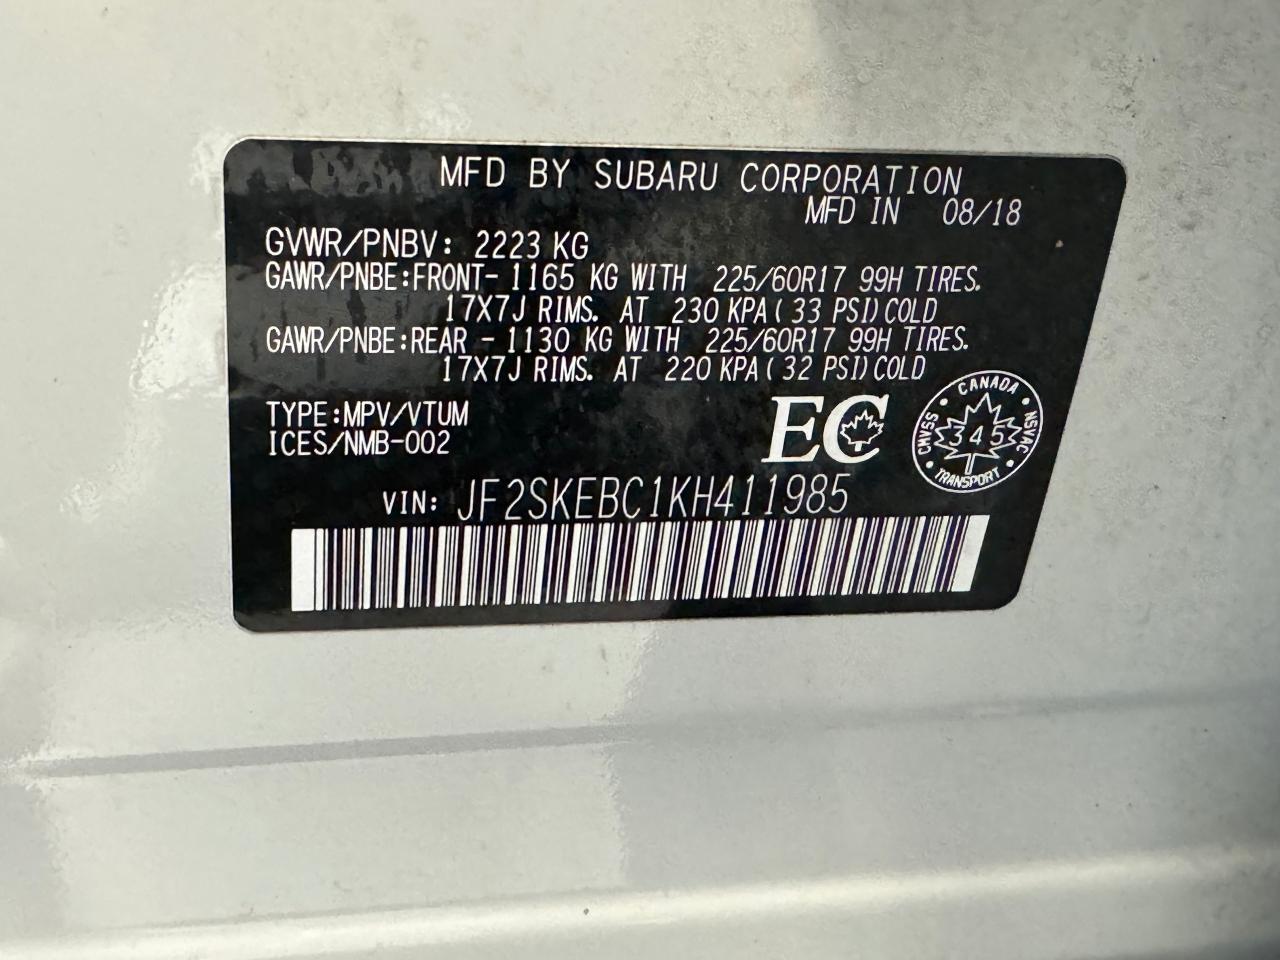 MFD BY SUBARU CORPORATION
MFD IN 08/18
GVWR/PNBV: 2223 KG
GAWR/PNBE:FRONT- 1165 KG WITH 225/60R17 99H TIRES.
17X7J RIMS. AT 230 KPA( 33 PSI)COLD
GAWR/PNBE:REAR - 1130 KG WITH 225/60R17 99H TIRES.
17X7J RIMS. AT 220 KPA( 32 PSI)COLD
TYPE:MPV/VTUM
ICES/NMB-002
EC
CANADA
CMVSS
345
NSVAC
TRANSPORT
VIN: JF2SKEBC1KH411985